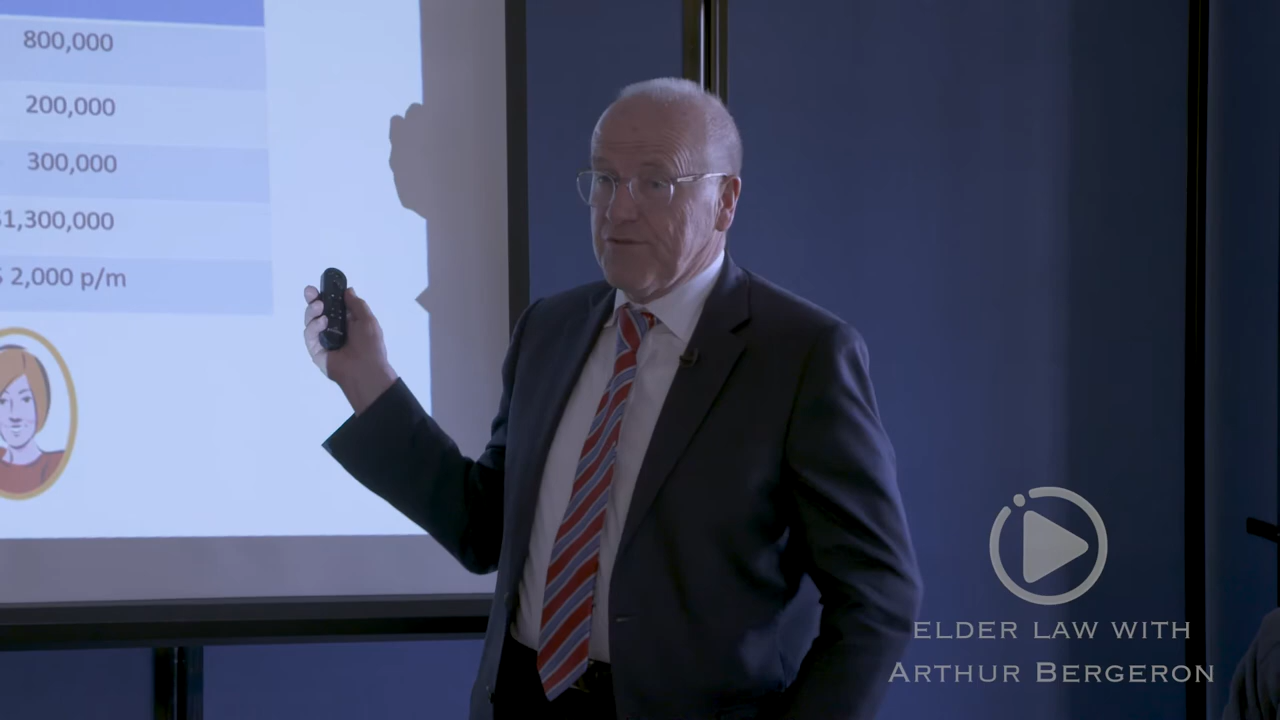 800,000
200,000
300,000
$1,300,000
$ 2,000 p/m
ELDER LAW WITH
ARTHUR BERGERON